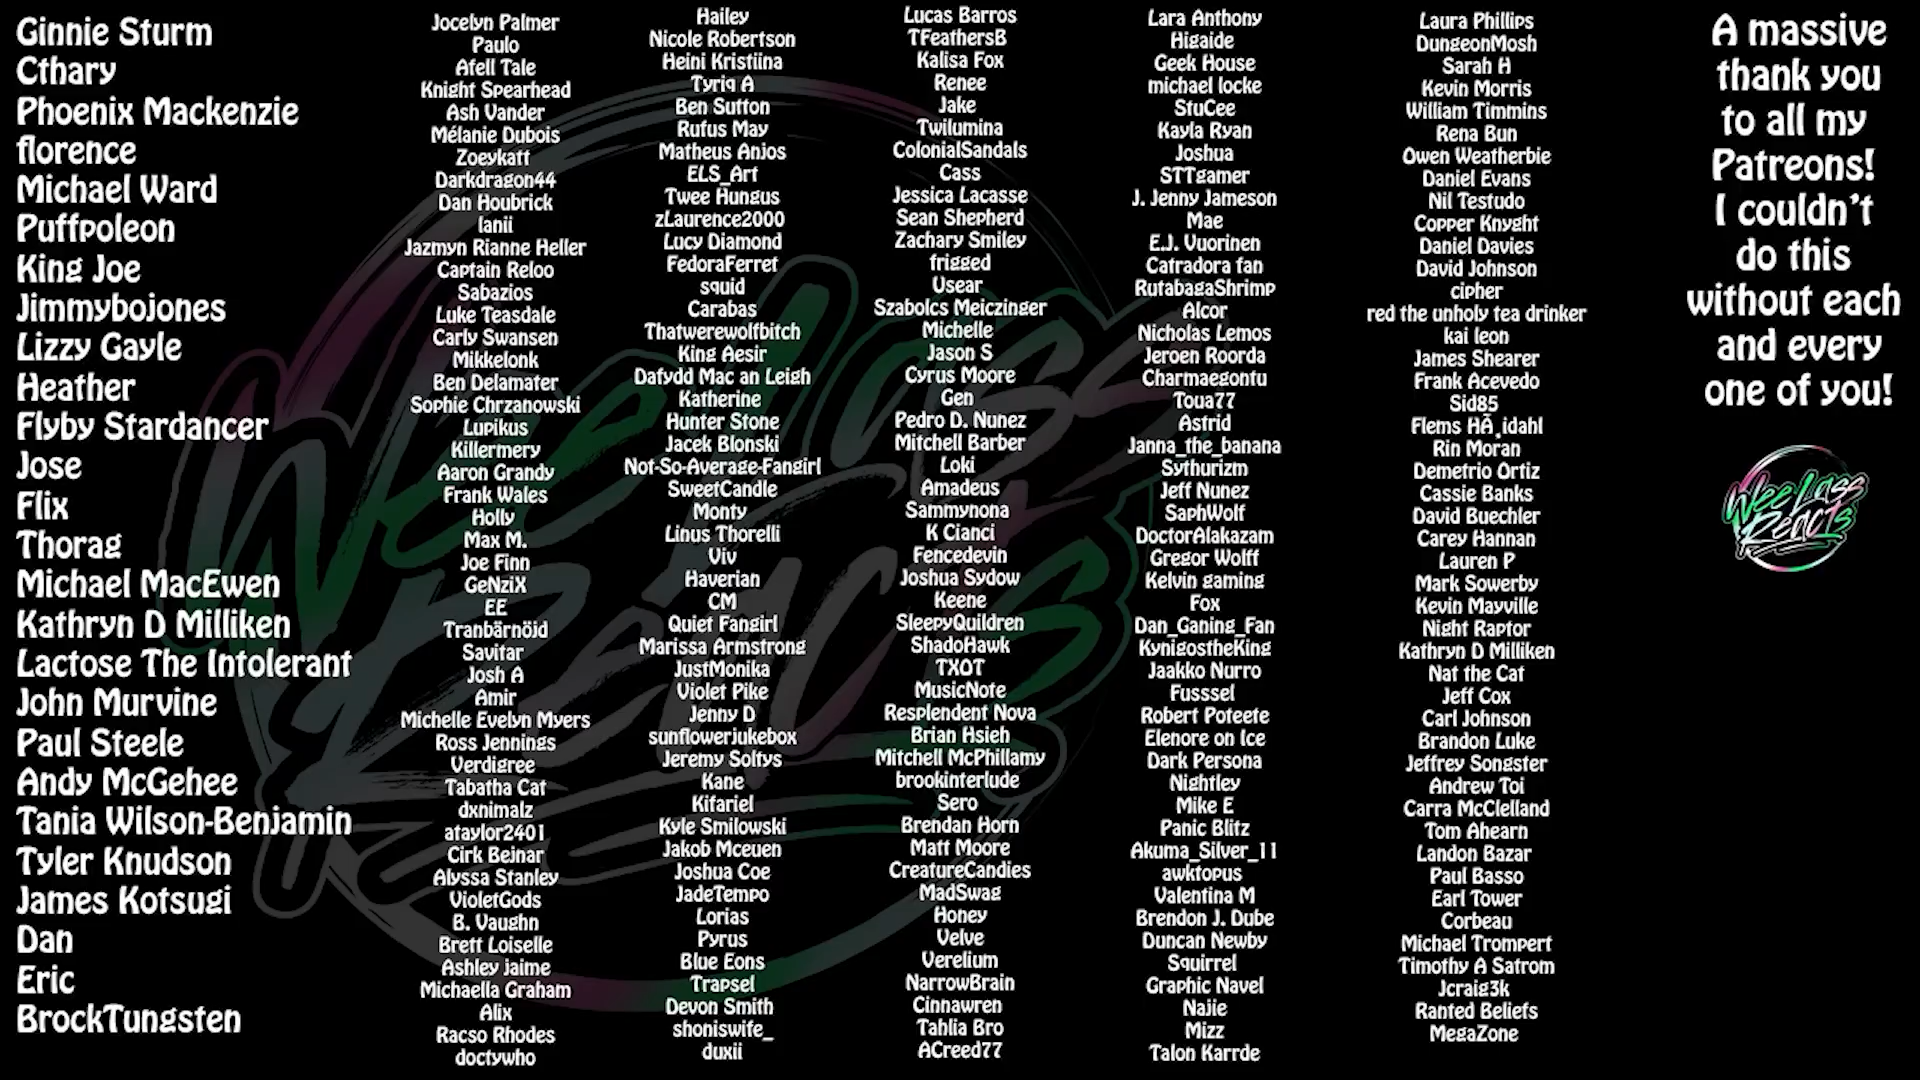 Ginnie Sturm
Cthary
Phoenix Mackenzie
florence
Michael Ward
Puffpoleon
King Joe
Jimmybojones
Lizzy Gayle
Heather
Flyby Stardancer
Jose
Flix
Thorag
Michael MacEwen
Kathryn D Milliken
Lactose The Intolerant
John Murvine
Paul Steele
Andy McGehee
Tania Wilson-Benjamin
Tyler Knudson
James Kotsugi
Dan
Eric
BrockTungsten
Jocelyn Palmer
Paulo
Afell Tale
Knight Spearhead
Ash Vander
Mélanie Dubois
Zoeykatt
Darkdragon44
Dan Houbrick
lanii
Jazmyn Rianne Heller
Captain Reloo
Sabazios
Luke Teasdale
Carly Swansen
Mikkelonk
Ben Delamater
Sophie Chrzanowski
Lupikus
Killermery
Aaron Grandy
Frank Wales
Holly
Max M.
Joe Finn
GeNziX
EE
Tranbärnöjd
Savitar
Josh A
Amir
Michelle Evelyn Myers
Ross Jennings
Verdigree
Tabatha Cat
dxnimalz
ataylor2401
Cirk Bejnar
Alyssa Stanley
VioletGods
B. Vaughn
Brett Loiselle
Ashley Jaime
Michaella Graham
Alix
Racso Rhodes
doctywho
Hailey
Nicole Robertson
Heini Kristiina
Tyriq A
Ben Sutton
Rufus May
Matheus Anjos
ELS_Art
Twee Hungus
zLaurence2000
Lucy Diamond
FedoraFerret
squid
Carabas
Thatwerewolfbitch
King Aesir
Dafydd Mac an Leigh
Katherine
Hunter Stone
Jacek Blonski
Not-So-Average-Fangirl
SweetCandle
Monty
Linus Thorelli
Viv
Haverian
CM
Quiet Fangirl
Marissa Armstrong
JustMonika
Violet Pike
Jenny D
sunflowerjukebox
Jeremy Soltys
Kane
Kifariel
Kyle Smilowski
Jakob Mceuen
Joshua Coe
JadeTempo
Lorias
Pyrus
Blue Eons
Trapsel
Devon Smith
shoniswife_
duxii
Lucas Barros
TFeathersB
Kalisa Fox
Renee
Jake
Twilumina
ColonialSandals
Cass
Jessica Lacasse
Sean Shepherd
Zachary Smiley
frigged
Usear
Szabolcs Meiczinger
Michelle
Jason S
Cyrus Moore
Gen
Pedro D. Nunez
Mitchell Barber
Loki
Amadeus
Sammynona
K Cianci
Fencedevin
Joshua Sydow
Keene
SleepyQuildren
ShadoHawk
TXOT
MusicNote
Resplendent Nova
Brian Hsieh
Mitchell McPhillamy
brookinterlude
Sero
Brendan Horn
Matt Moore
CreatureCandies
MadSwag
Honey
Velve
Verelium
NarrowBrain
Cinnawren
Tahlia Bro
ACreed77
Lara Anthony
Higaide
Geek House
michael locke
StuCee
Kayla Ryan
Joshua
STTgamer
J. Jenny Jameson
Mae
E.J. Vuorinen
Catradora fan
RutabagaShrimp
Alcor
Nicholas Lemos
Jeroen Roorda
Charmaegontu
Toua77
Astrid
Janna_the_banana
Sythurizm
Jeff Nunez
SaphWolf
DoctorAlakazam
Gregor Wolff
Kelvin gaming
Fox
Dan_Ganing_Fan
KynigostheKing
Jaakko Nurro
Fusssel
Robert Poteete
Elenore on Ice
Dark Persona
Nightley
Mike E
Panic Blitz
Akuma_Silver_11
awktopus
Valentina M
Brendon J. Dube
Duncan Newby
Squirrel
Graphic Navel
Najie
Mizz
Talon Karrde
Laura Phillips
DungeonMosh
Sarah H
Kevin Morris
William Timmins
Rena Bun
Owen Weatherbie
Daniel Evans
Nil Testudo
Copper Knyght
Daniel Davies
David Johnson
cipher
red the unholy tea drinker
kai leon
James Shearer
Frank Acevedo
Sid85
Flems HÃ¸idahl
Rin Moran
Demetrio Ortiz
Cassie Banks
David Buechler
Carey Hannan
Lauren P
Mark Sowerby
Kevin Mayville
Night Raptor
Kathryn D Milliken
Nat the Cat
Jeff Cox
Carl Johnson
Brandon Luke
Jeffrey Songster
Andrew Toi
Carra McClelland
Tom Ahearn
Landon Bazar
Paul Basso
Earl Tower
Corbeau
Michael Trompert
Timothy A Satrom
Jcraig3k
Ranted Beliefs
MegaZone
A massive
thank you
to all my
Patreons!
I couldn't
do this
without each
and every
one of you!
Wee Lass
Reacts
Wee Lass
Reacts